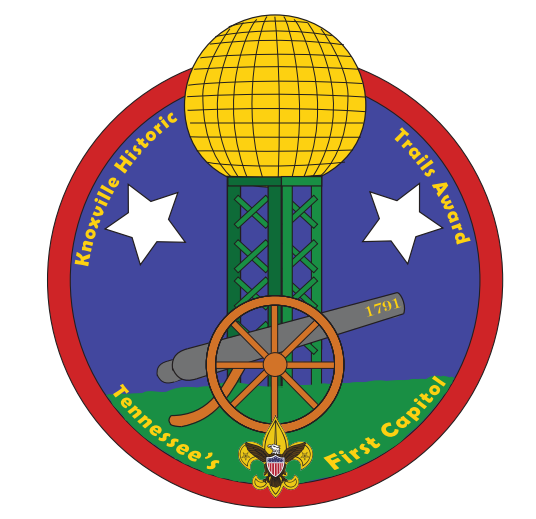 Knoxville Historic
Trails Award
1791
Tennessee's
First Capitol